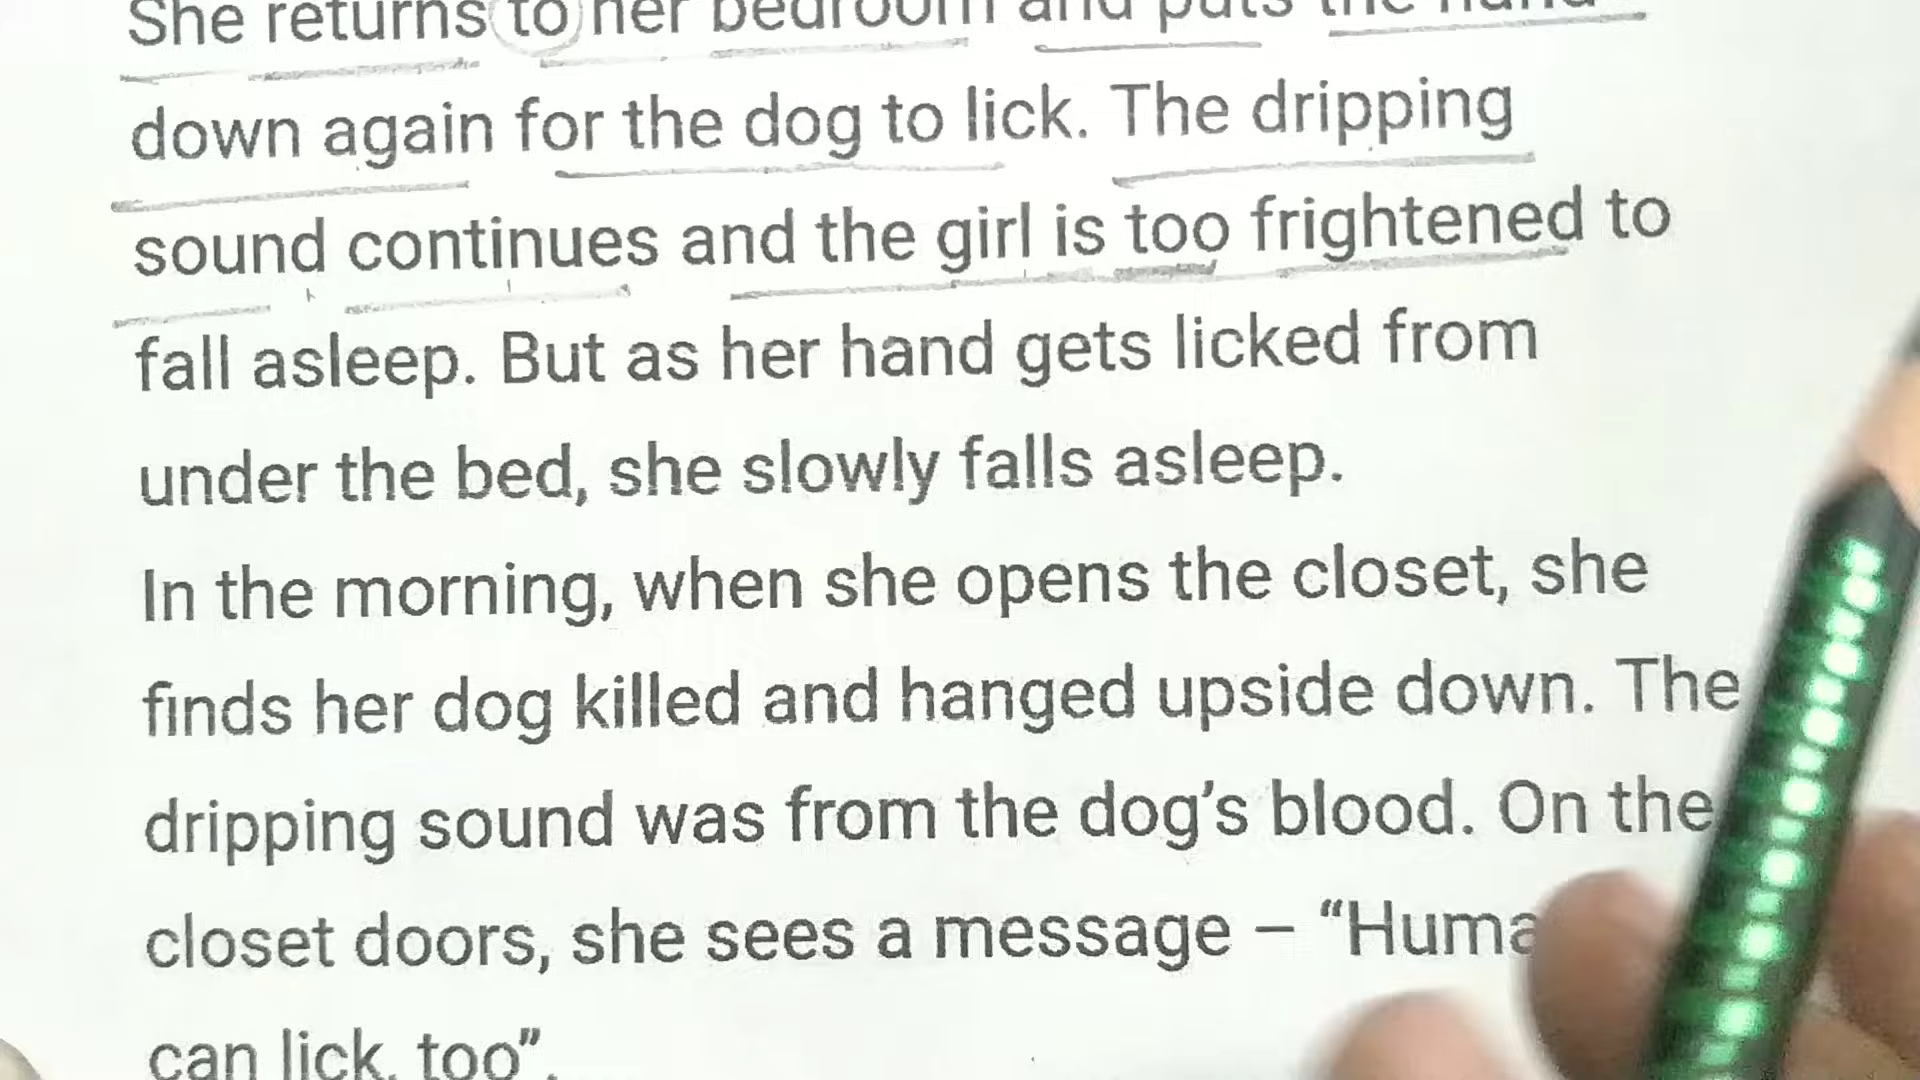 She returns to her bedroom and puts the hand
down again for the dog to lick. The dripping
sound continues and the girl is too frightened to
fall asleep. But as her hand gets licked from
under the bed, she slowly falls asleep.
In the morning, when she opens the closet, she
finds her dog killed and hanged upside down. The
dripping sound was from the dog’s blood. On the
closet doors, she sees a message – “Huma
can lick, too”.